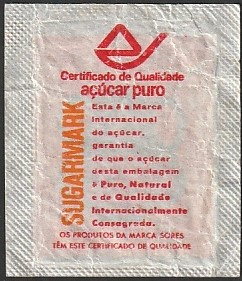 Certificado de Qualidade
açúcar puro
SUGARMARK
Esta é a Marca
Internacional
do açúcar,
garantia
de que o açúcar
desta embalagem
é Puro, Natural
e de Qualidade
Internacionalmente
Consagrada.
OS PRODUTOS DA MARCA SORES
TÊM ESTE CERTIFICADO DE QUALIDADE